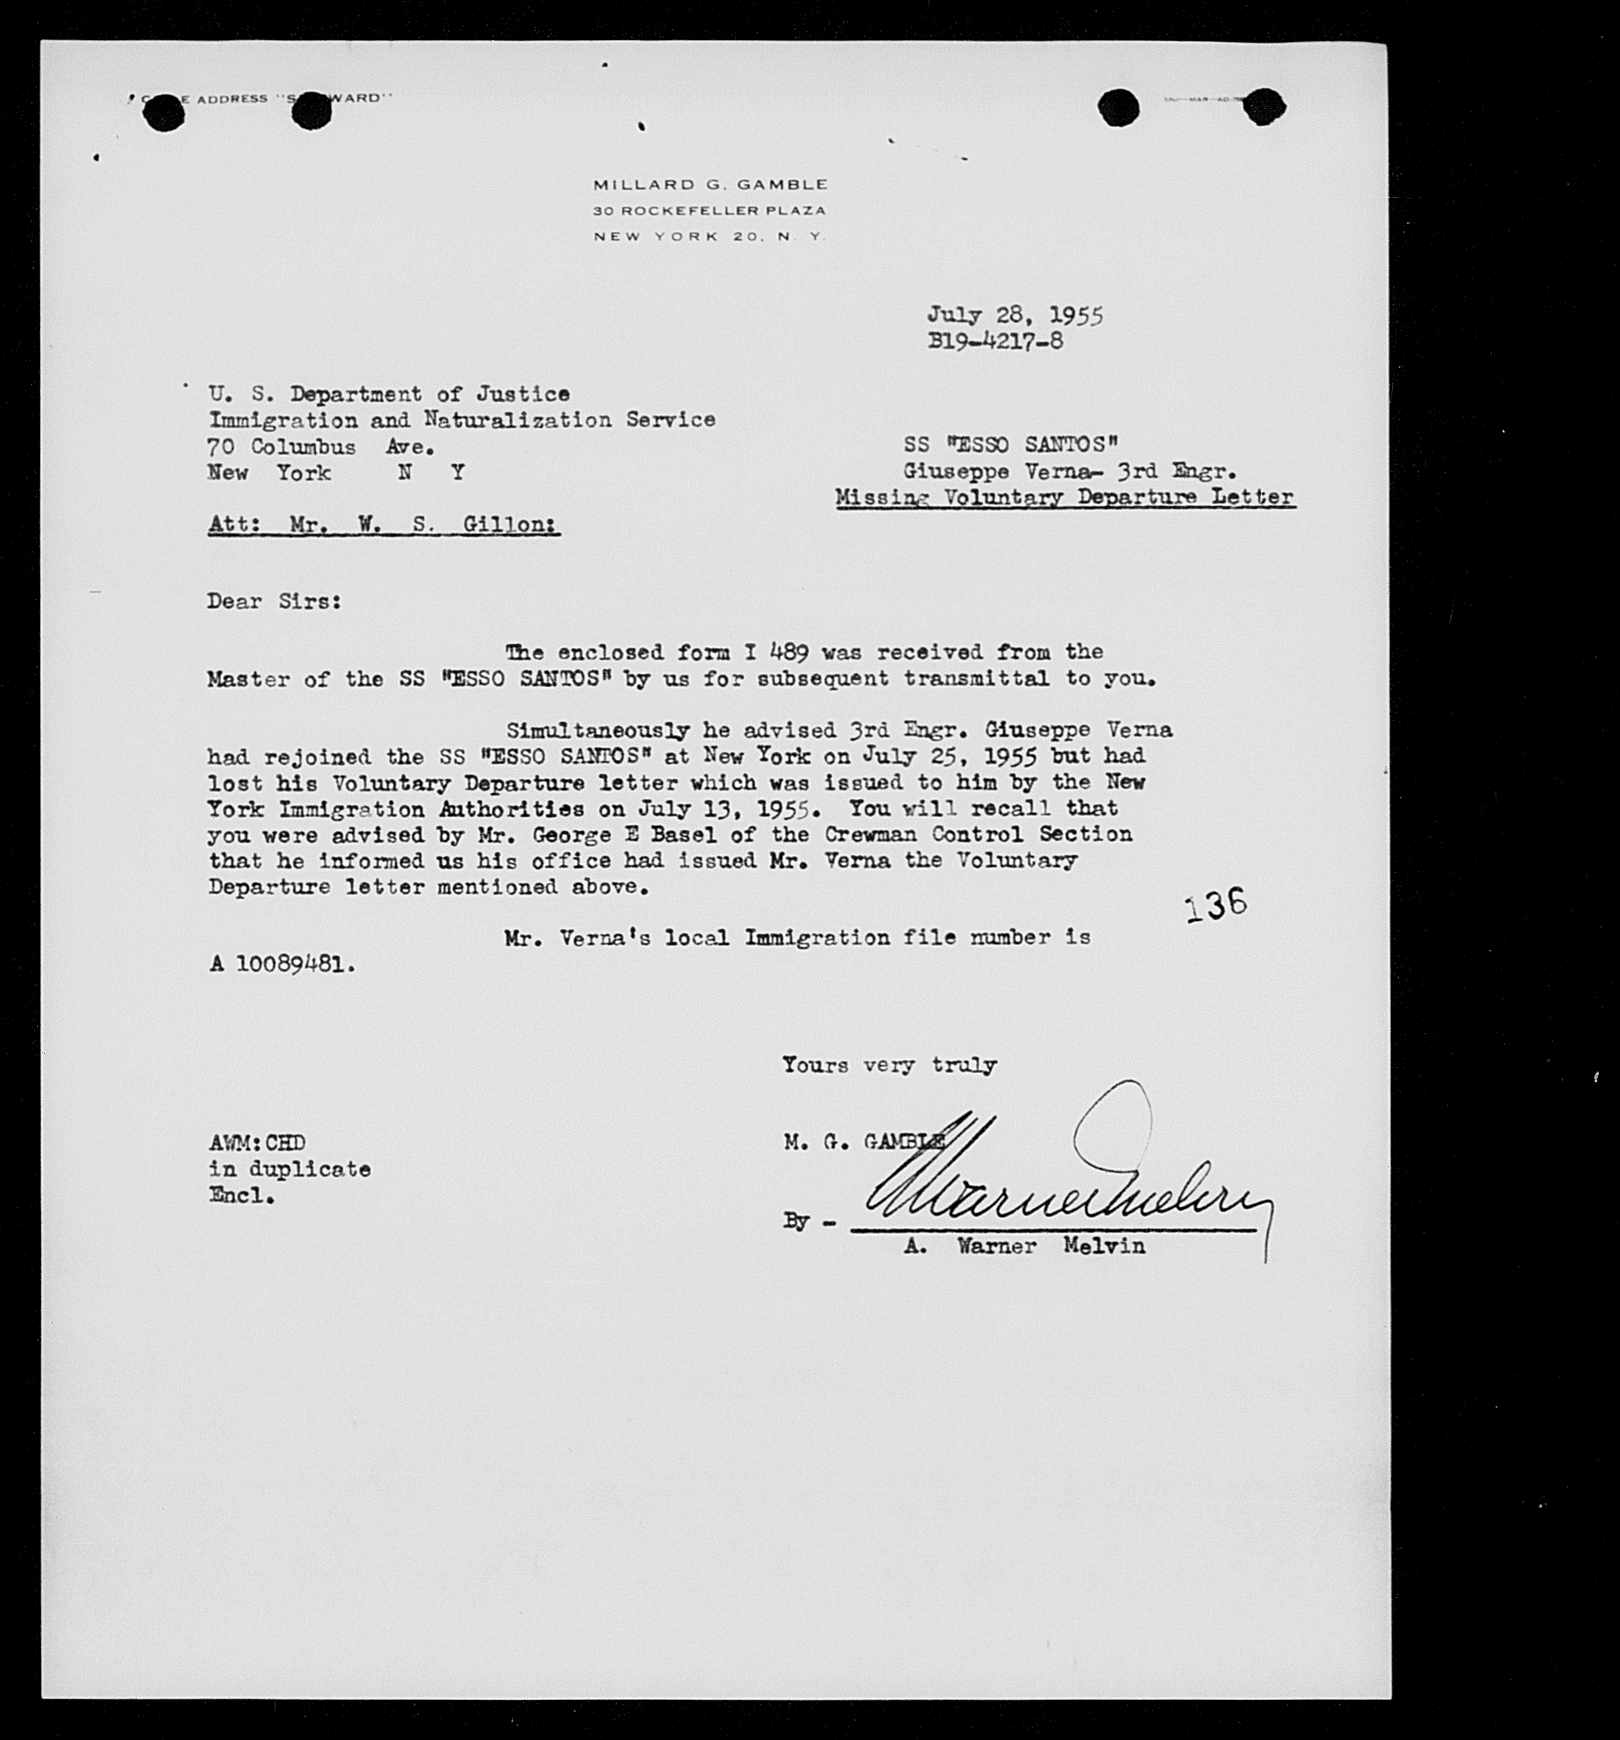 ADDRESS
MILLARD G. GAMBLE
30 ROCKEFELLER PLAZA
NEW YORK 20, N. Y.
July 28, 1955
B19-4217-8
U. S. Department of Justice
Immigration and Naturalization Service
70 Columbus Ave.
New York N Y
SS "ESSO SANTOS"
Giuseppe Verna- 3rd Engr.
Missing Voluntary Departure Letter
Att: Mr. W. S. Gillon:
Dear Sirs:
The enclosed form I 489 was received from the
Master of the SS "ESSO SANTOS" by us for subsequent transmittal to you.
Simultaneously he advised 3rd Engr. Giuseppe Verna
had rejoined the SS "ESSO SANTOS" at New York on July 25, 1955 but had
lost his Voluntary Departure letter which was issued to him by the New
York Immigration Authorities on July 13, 1955. You will recall that
you were advised by Mr. George E Basel of the Crewman Control Section
that he informed us his office had issued Mr. Verna the Voluntary
Departure letter mentioned above.
136
Mr. Verna's local Immigration file number is
A 10089481.
Yours very truly
AWM:CHD
in duplicate
Encl.
M. G. GAMBLE
A Warner Melvin
By -
A. Warner Melvin